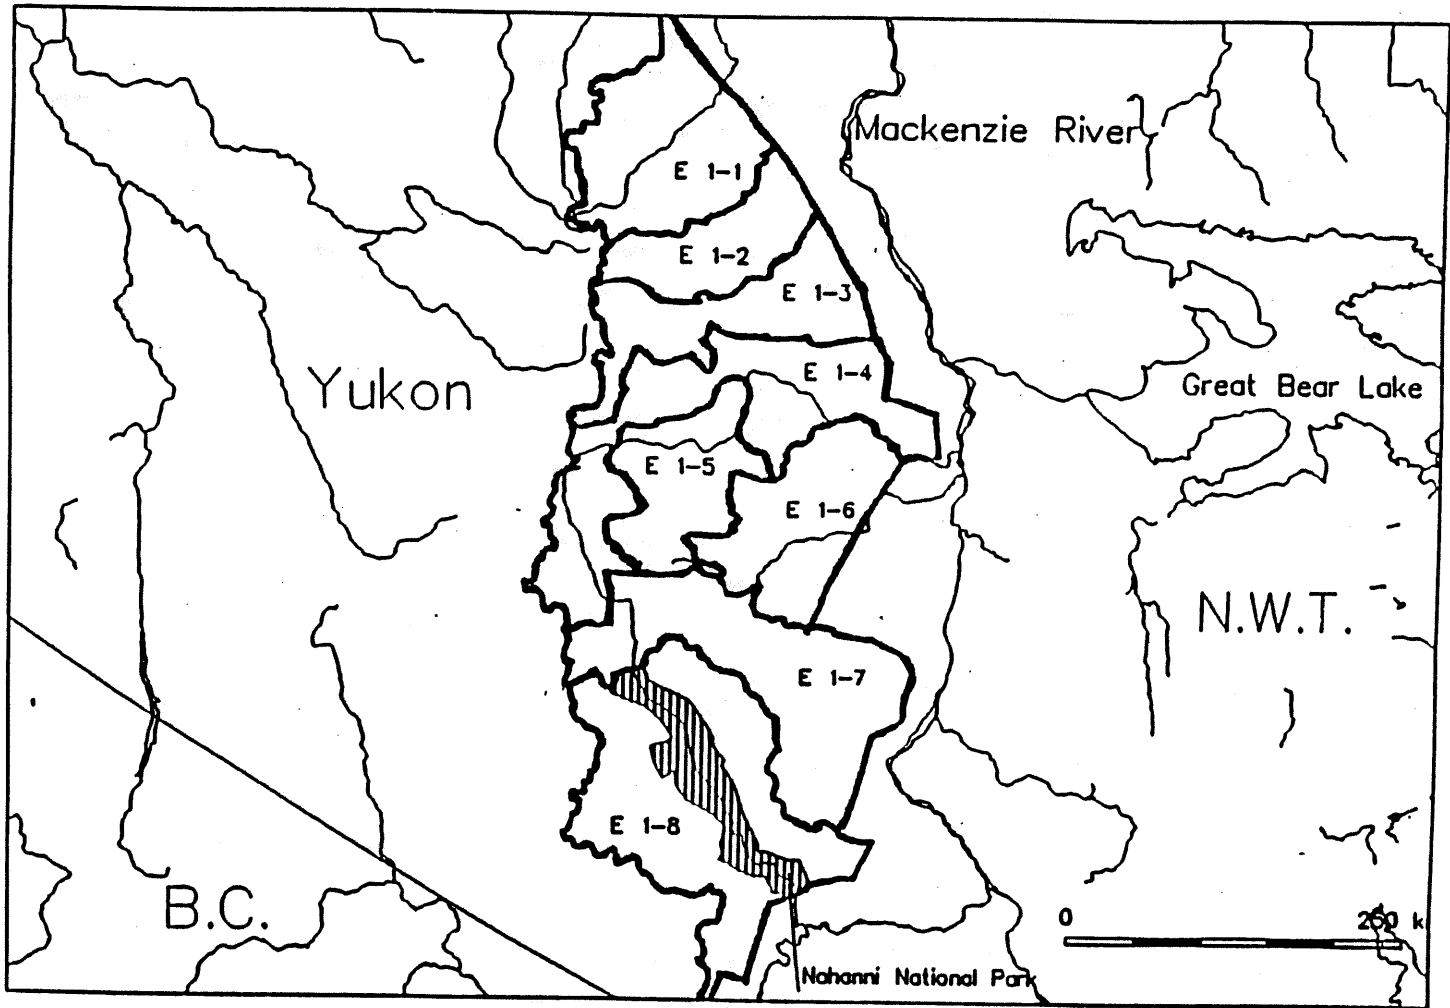 Mackenzie River
E 1-1
E 1-2
E 1-3
E 1-4
Yukon
Great Bear Lake
E 1-5
E 1-6
N.W.T.
E 1-7
E 1-8
B.C.
0 250 k
Nahanni National Park